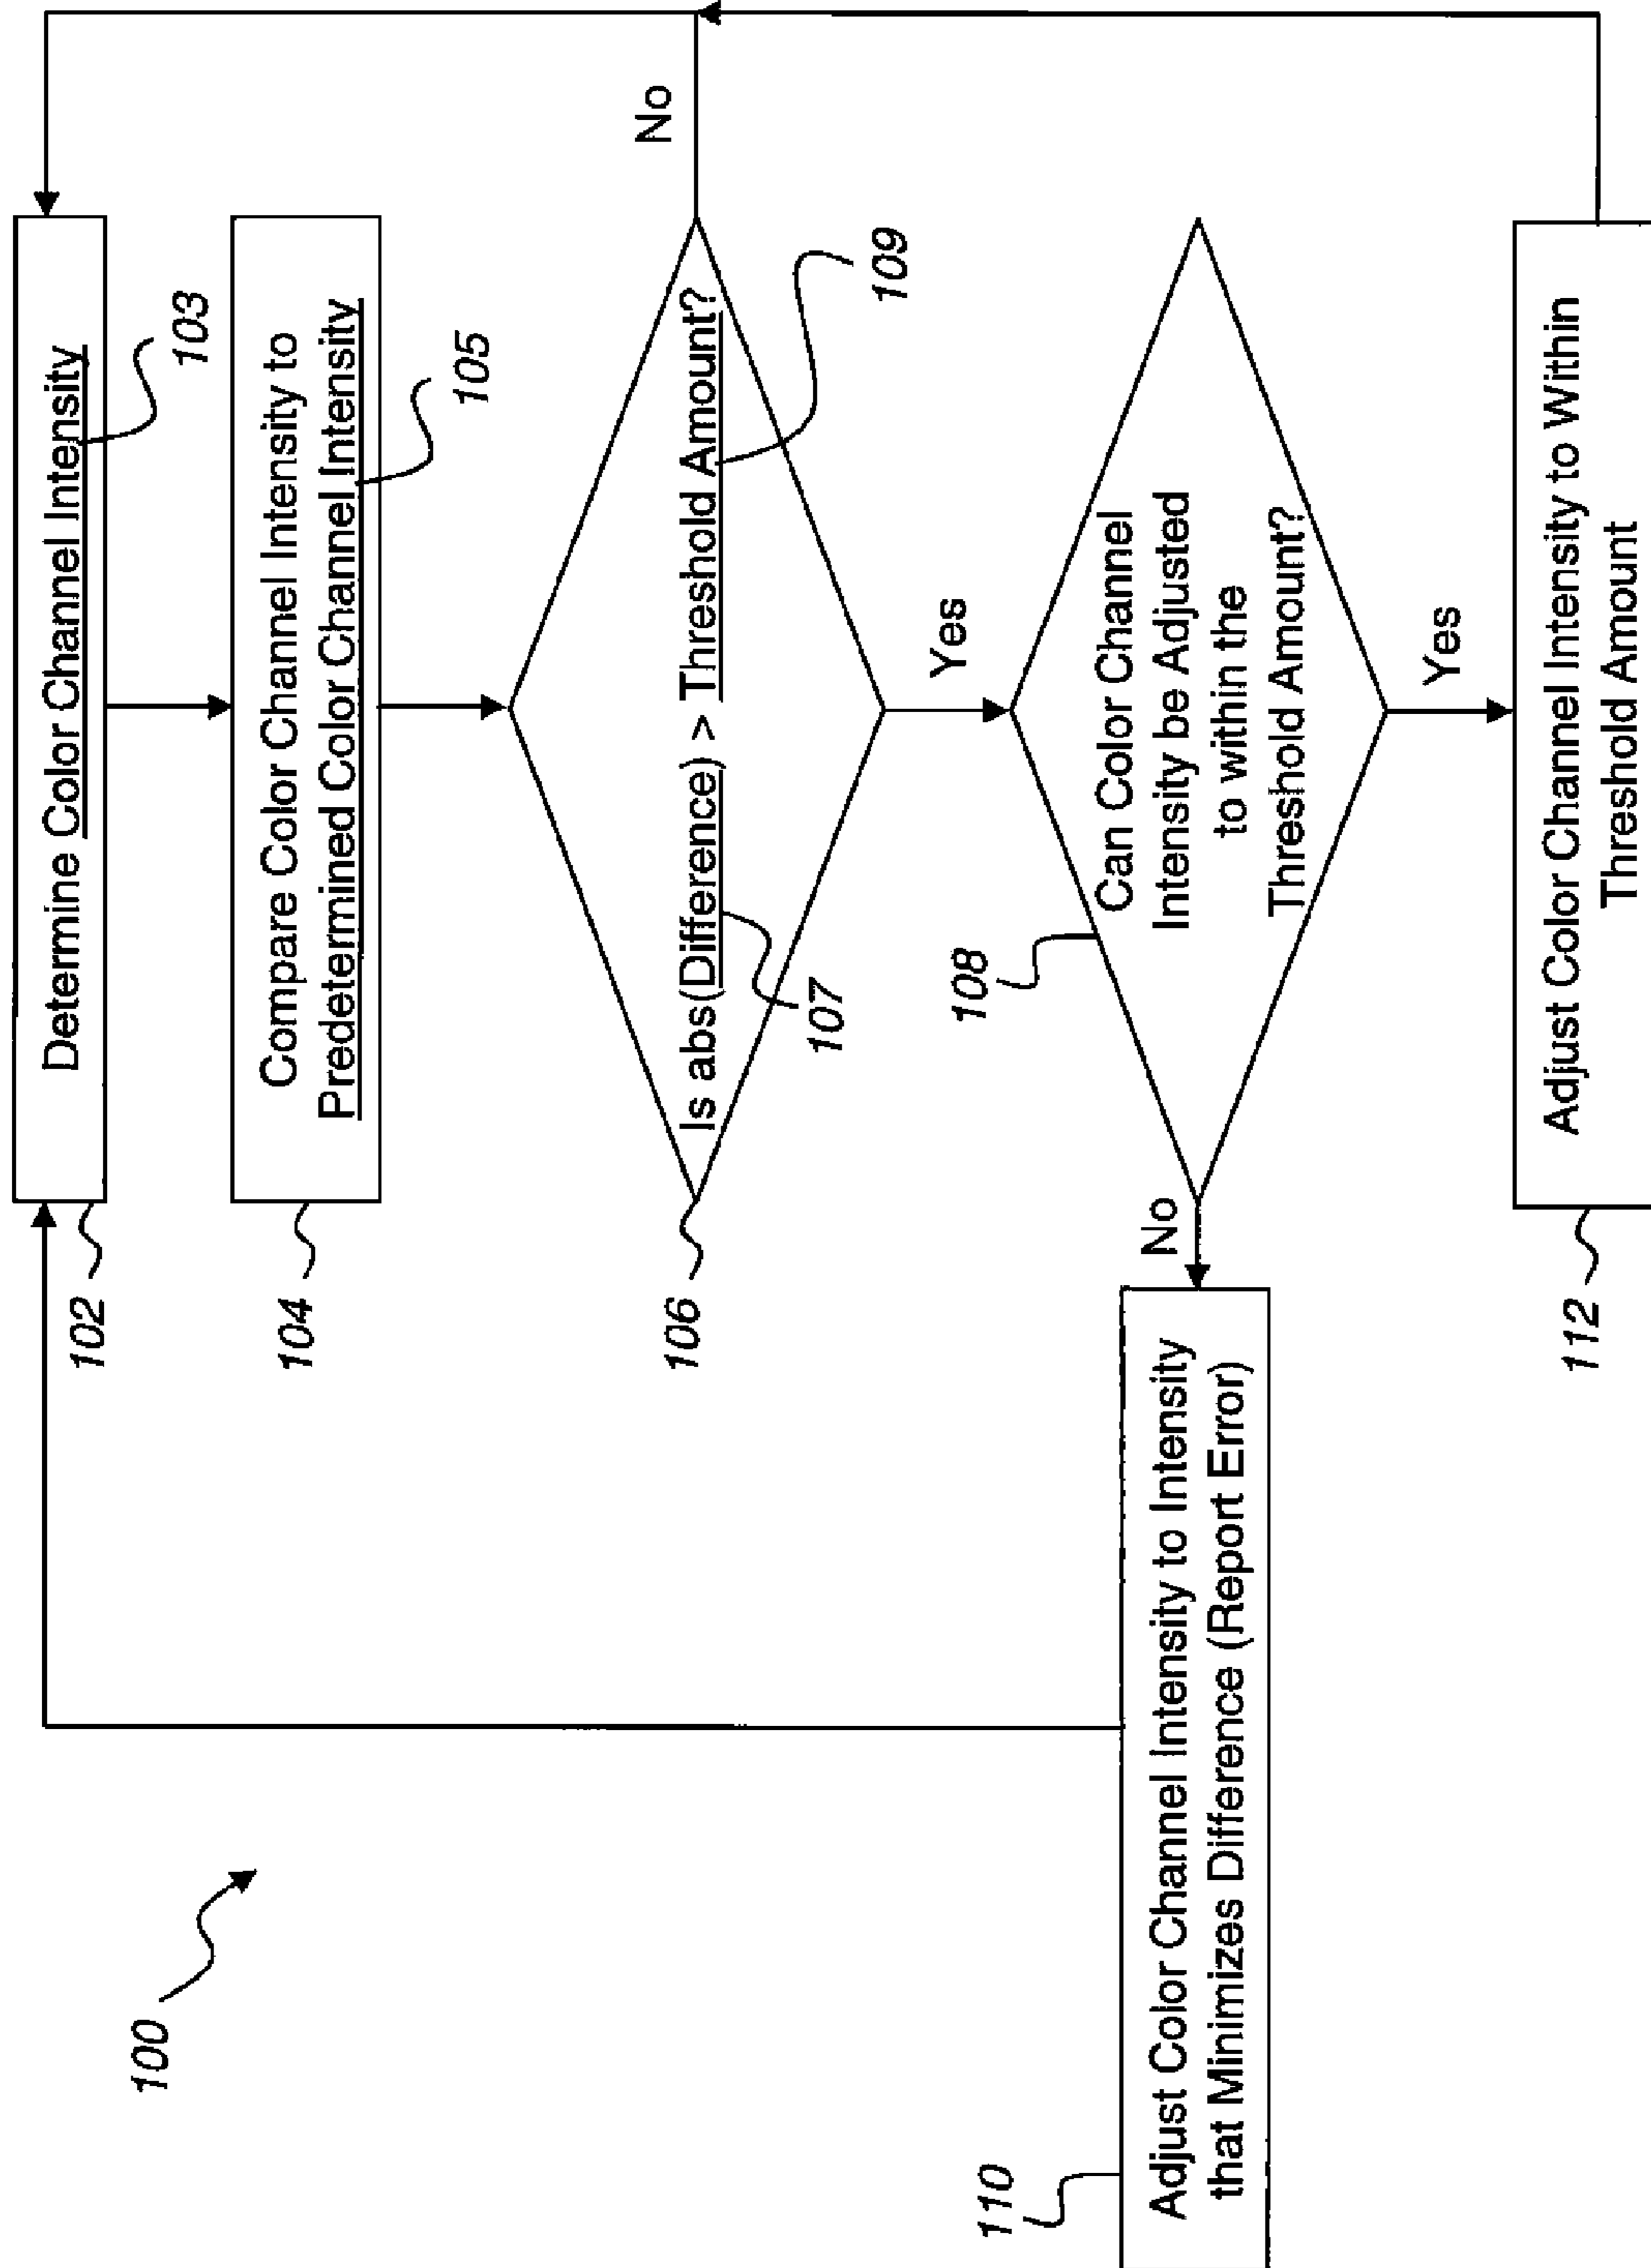 100
102
Determine Color Channel Intensity
103
104
Compare Color Channel Intensity to
Predetermined Color Channel Intensity
105
106
Is abs(Difference) > Threshold Amount?
107
109
No
Yes
108
Can Color Channel
Intensity be Adjusted
to within the
Threshold Amount?
No
Yes
110
Adjust Color Channel Intensity to Intensity
that Minimizes Difference (Report Error)
112
Adjust Color Channel Intensity to Within
Threshold Amount